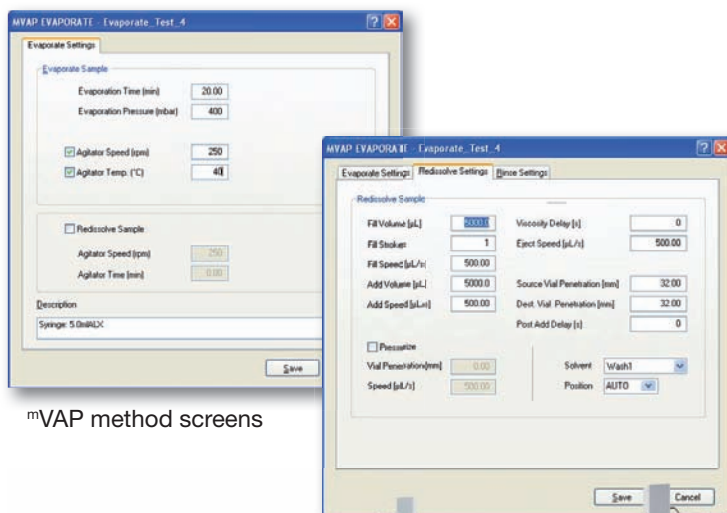 MVAP EVAPORATE - Evaporate_Test_4
Evaporate Settings
Evaporate Sample
Evaporation Time (min) 20.00
Evaporation Pressure (mbar) 400
Agitator Speed (rpm) 250
Agitator Temp. (°C) 40
Redissolve Sample
Agitator Speed (rpm) 250
Agitator Time (min) 0.00
Description
Syringe: 5.0mlALX
Save
mVAP method screens
MVAP EVAPORATE - Evaporate_Test_4
Evaporate Settings Redissolve Settings Rinse Settings
Redissolve Sample
Fill Volume [µL] 5000.0 Viscosity Delay [s] 0
Fill Strokes 1 Eject Speed [µL/s] 500.00
Fill Speed [µL/s] 500.00
Add Volume [µL] 5000.0 Source Vial Penetration [mm] 32.00
Add Speed [µL/s] 500.00 Dest. Vial Penetration [mm] 32.00
Post Add Delay [s] 0
Pressurize
Vial Penetration[mm] 0.00 Solvent Wash1
Speed [µL/s] 500.00 Position AUTO
Save Cancel